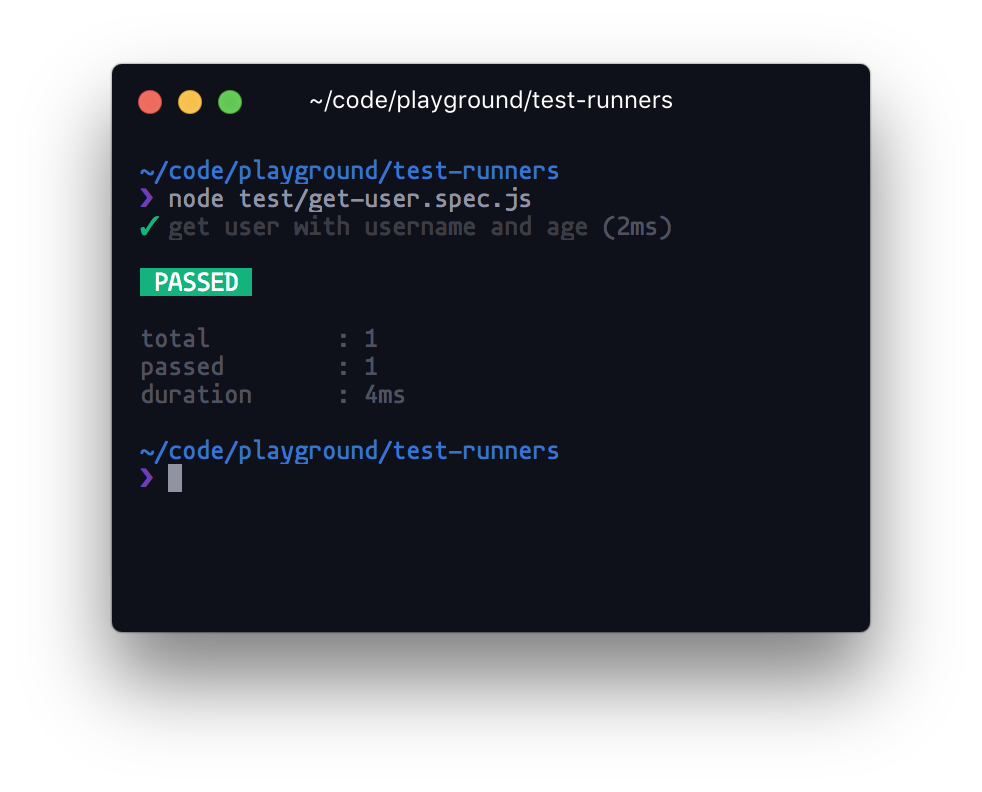 ~/code/playground/test-runners
~/code/playground/test-runners
❯ node test/get-user.spec.js
✓ get user with username and age (2ms)
PASSED
total : 1
passed : 1
duration : 4ms
~/code/playground/test-runners
❯